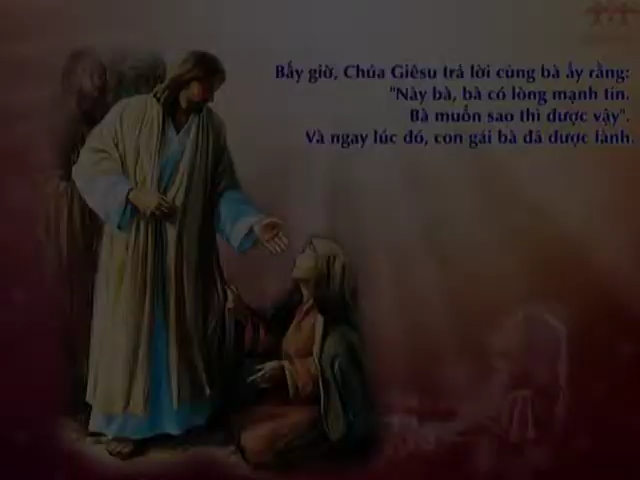 Bấy giờ, Chúa Giêsu trả lời cùng bà ấy rằng:
"Này bà, bà có lòng mạnh tin.
Bà muốn sao thì được vậy".
Và ngay lúc đó, con gái bà đã được lành.